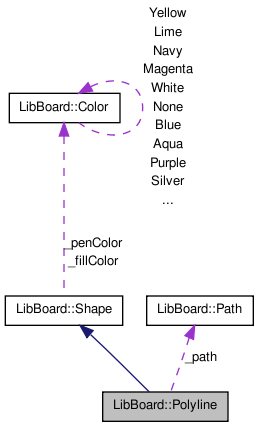 Yellow
Lime
Navy
Magenta
White
None
Blue
Aqua
Purple
Silver
...
LibBoard::Color
_penColor
_fillColor
LibBoard::Shape
LibBoard::Path
_path
LibBoard::Polyline